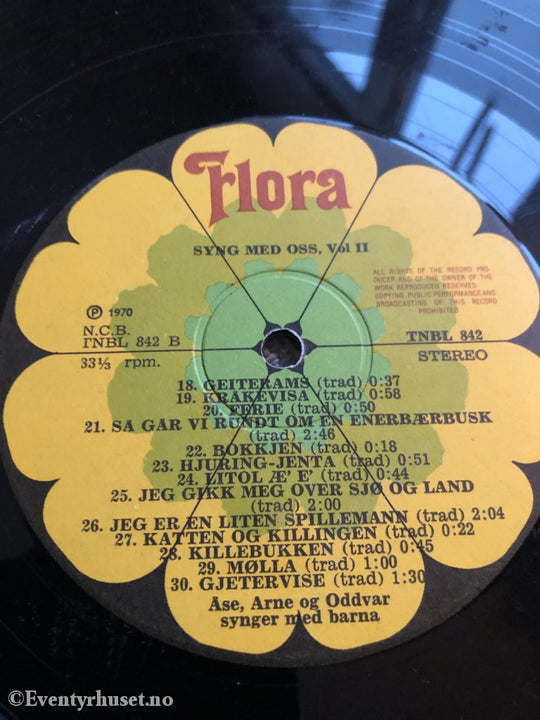 Flora
SYNG MED OSS, Vol II
ALL RIGHTS OF THE RECORD PRO-
DUCER AND OF THE OWNER OF THE
WORK REPRODUCED RESERVED.
COPYING PUBLIC PERFORMANCE AND
BROADCASTING OF THIS RECORD
PROHIBITED
Ⓟ 1970
N.C.B.
TNBL 842 B
33⅓ rpm.
TNBL 842
STEREO
18. GEITERAMS (trad) 0:37
19. KRAKEVISA (trad) 0:58
20. FERIE (trad) 0:50
21. SA GAR VI RUNDT OM EN ENERBÆRBUSK
(trad) 2:46
22. BOKKJEN (trad) 0:18
23. HJURING-JENTA (trad) 0:51
24. LITOL Æ' E' (trad) 0:44
25. JEG GIKK MEG OVER SJØ OG LAND
(trad) 2:00
26. JEG ER EN LITEN SPILLEMANN (trad) 2:04
27. KATTEN OG KILLINGEN (trad) 0:22
28. KILLEBUKKEN (trad) 0:45
29. MØLLA (trad) 1:00
30. GJETERVISE (trad) 1:30
Åse, Arne og Oddvar
synger med barna
©Eventyrhuset.no